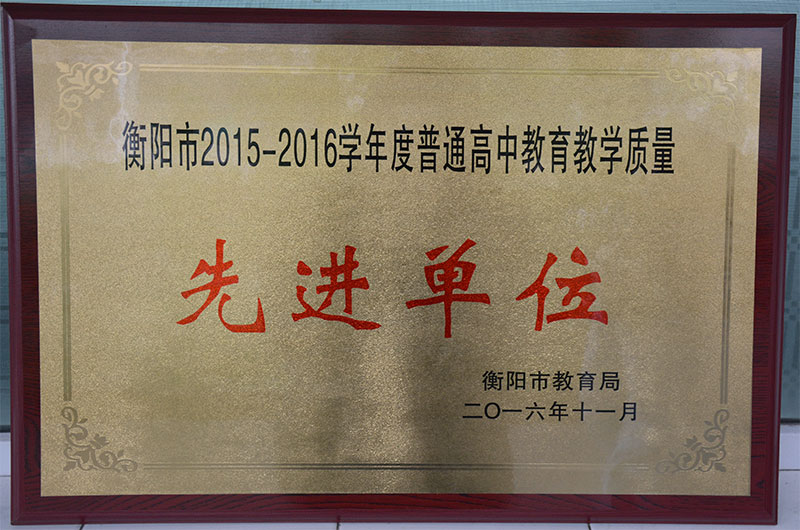 衡阳市2015-2016学年度普通高中教育教学质量
先进单位
衡阳市教育局
二〇一六年十一月